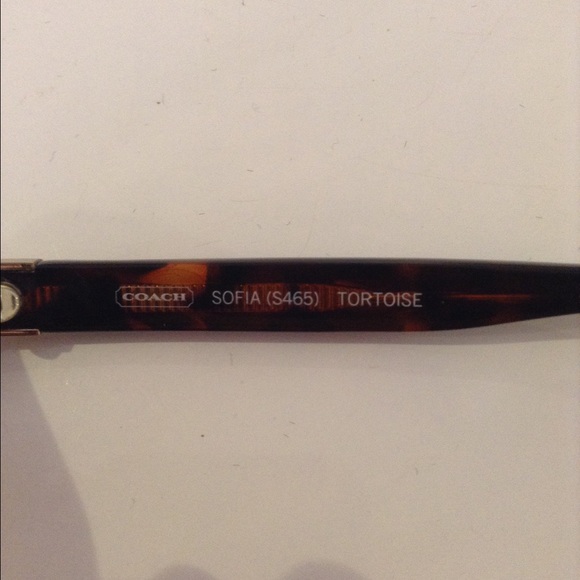 COACH SOFIA (S465) TORTOISE